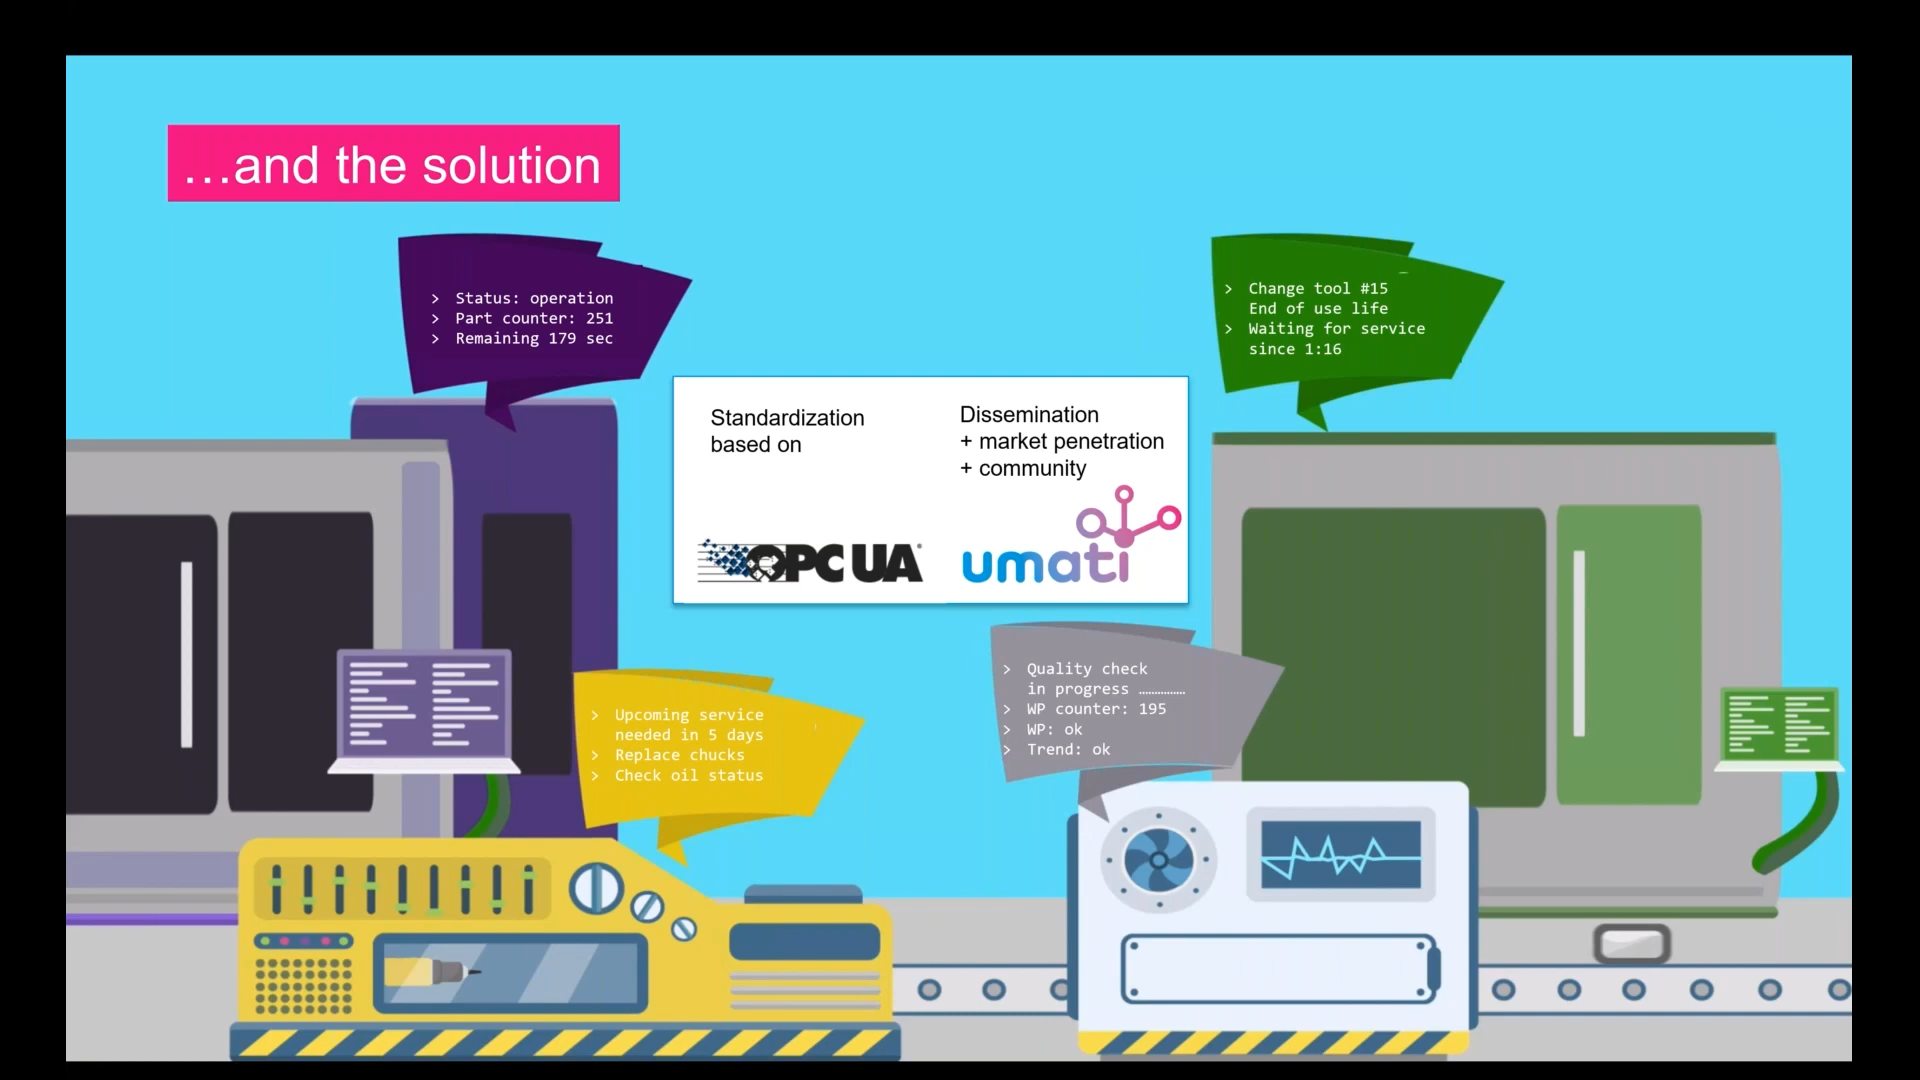 …and the solution
> Status: operation
> Part counter: 251
> Remaining 179 sec
> Change tool #15
End of use life
> Waiting for service
since 1:16
Standardization
based on
OPC UA
Dissemination
+ market penetration
+ community
umati
> Upcoming service
needed in 5 days
> Replace chucks
> Check oil status
> Quality check
in progress ...............
> WP counter: 195
> WP: ok
> Trend: ok